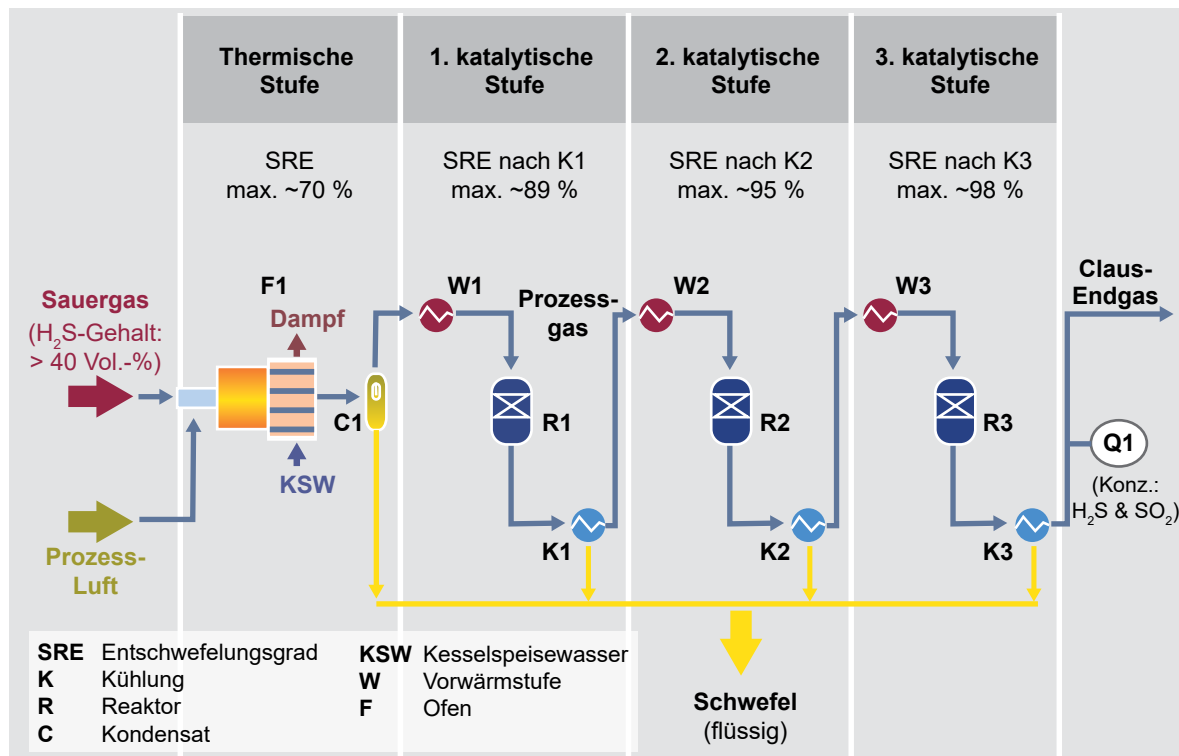 Thermische
Stufe
1. katalytische
Stufe
2. katalytische
Stufe
3. katalytische
Stufe
SRE
max. ~70 %
SRE nach K1
max. ~89 %
SRE nach K2
max. ~95 %
SRE nach K3
max. ~98 %
Sauergas
(H₂S-Gehalt:
> 40 Vol.-%)
F1
Dampf
C1
KSW
Prozess-
Luft
W1
Prozess-
gas
R1
K1
W2
R2
K2
W3
R3
K3
Claus-
Endgas
Q1
(Konz.:
H₂S & SO₂)
SRE Entschwefelungsgrad
K Kühlung
R Reaktor
C Kondensat
KSW Kesselspeisewasser
W Vorwärmstufe
F Ofen
Schwefel
(flüssig)